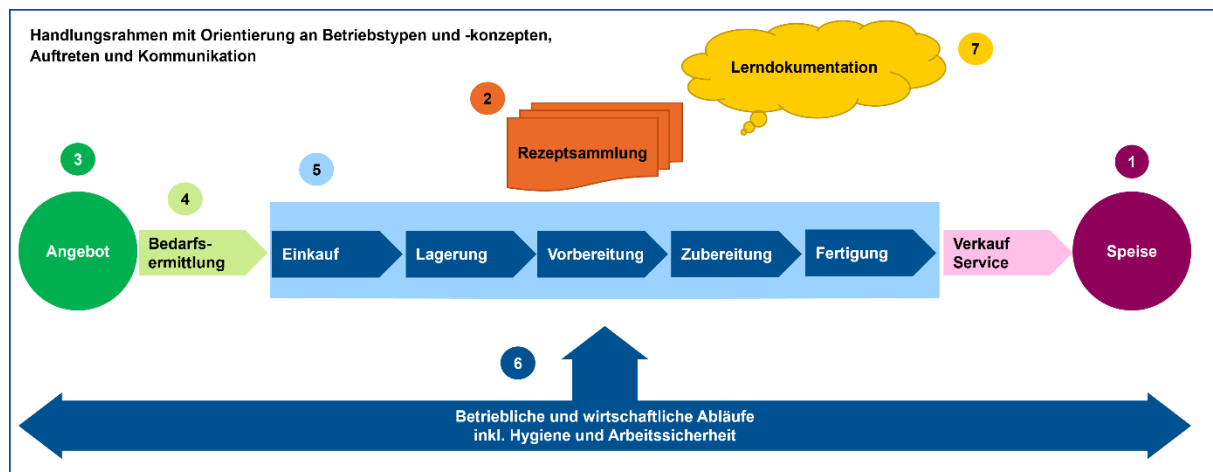 Handlungsrahmen mit Orientierung an Betriebstypen und -konzepten,
Auftreten und Kommunikation
7
Lerndokumentation
2
Rezeptsammlung
3
4
5
1
Angebot
Bedarfs-
ermittlung
Einkauf
Lagerung
Vorbereitung
Zubereitung
Fertigung
Verkauf
Service
Speise
6
Betriebliche und wirtschaftliche Abläufe
inkl. Hygiene und Arbeitssicherheit